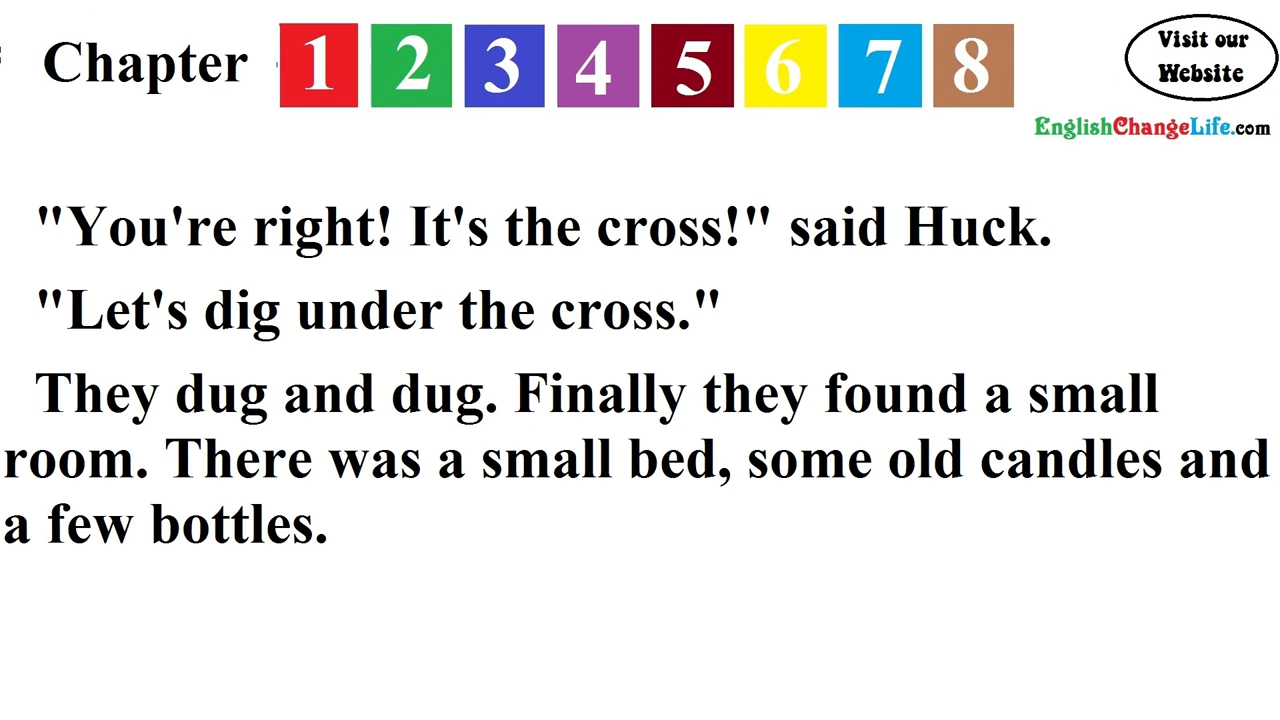 Chapter 1 2 3 4 5 6 7 8
Visit our
Website
EnglishChangeLife.com
"You're right! It's the cross!" said Huck.
"Let's dig under the cross."
They dug and dug. Finally they found a small
room. There was a small bed, some old candles and
a few bottles.